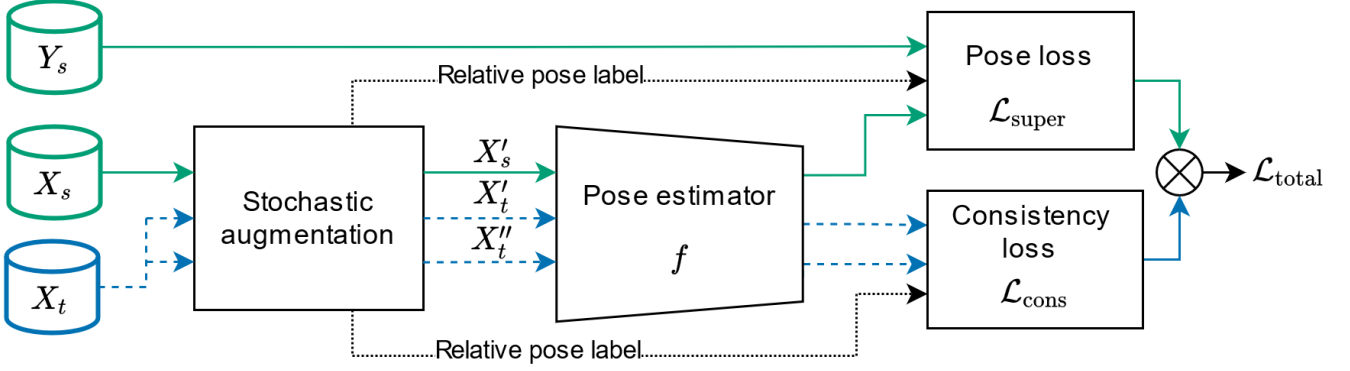 Yₛ
Relative pose label
Pose loss
𝓛super
Xₛ
Stochastic
augmentation
X′ₛ
X′ₜ
X″ₜ
Pose estimator
f
𝓛total
Consistency
loss
𝓛cons
Xₜ
Relative pose label